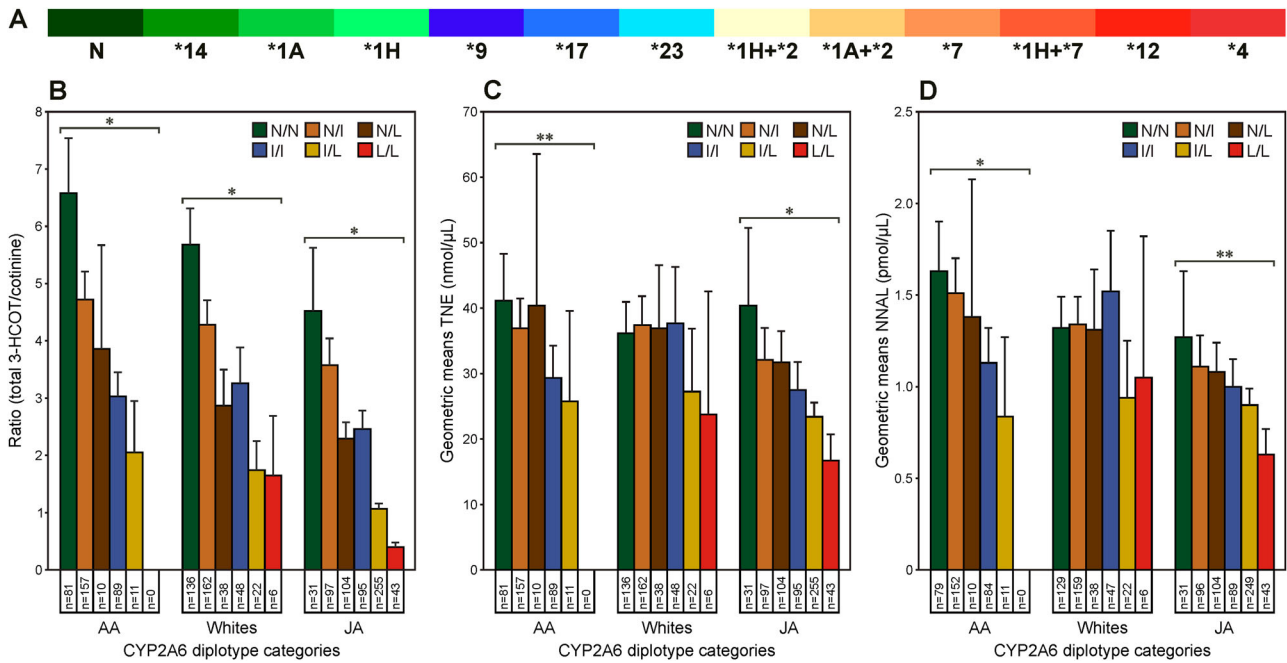 A
N *14 *1A *1H *9 *17 *23 *1H+*2 *1A+*2 *7 *1H+*7 *12 *4
B
Ratio (total 3-HCOT/cotinine)
8
7
6
5
4
3
2
1
0
N/N N/I N/L
I/I I/L L/L
*
*
*
n=81 n=157 n=10 n=89 n=11 n=0
n=136 n=162 n=38 n=48 n=22 n=6
n=31 n=97 n=104 n=95 n=255 n=43
AA Whites JA
CYP2A6 diplotype categories
C
Geometric means TNE (nmol/µL)
70
60
50
40
30
20
10
0
N/N N/I N/L
I/I I/L L/L
**
*
n=81 n=157 n=10 n=89 n=11 n=0
n=136 n=162 n=38 n=48 n=22 n=6
n=31 n=97 n=104 n=95 n=255 n=43
AA Whites JA
CYP2A6 diplotype categories
D
Geometric means NNAL (pmol/µL)
2.5
2.0
1.5
1.0
0.5
0
N/N N/I N/L
I/I I/L L/L
*
**
n=79 n=152 n=10 n=84 n=11 n=0
n=129 n=159 n=38 n=47 n=22 n=6
n=31 n=96 n=104 n=89 n=249 n=43
AA Whites JA
CYP2A6 diplotype categories